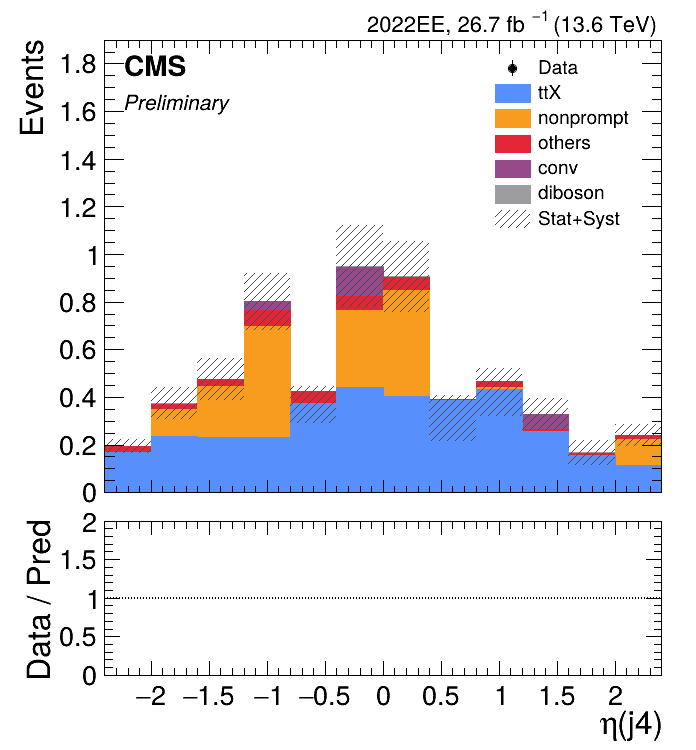 2022EE, 26.7 fb⁻¹ (13.6 TeV)
CMS
Preliminary
Events
Data
ttX
nonprompt
others
conv
diboson
Stat+Syst
1.8
1.6
1.4
1.2
1
0.8
0.6
0.4
0.2
0
Data / Pred
2
1.5
1
0.5
0
−2 −1.5 −1 −0.5 0 0.5 1 1.5 2
η(j4)